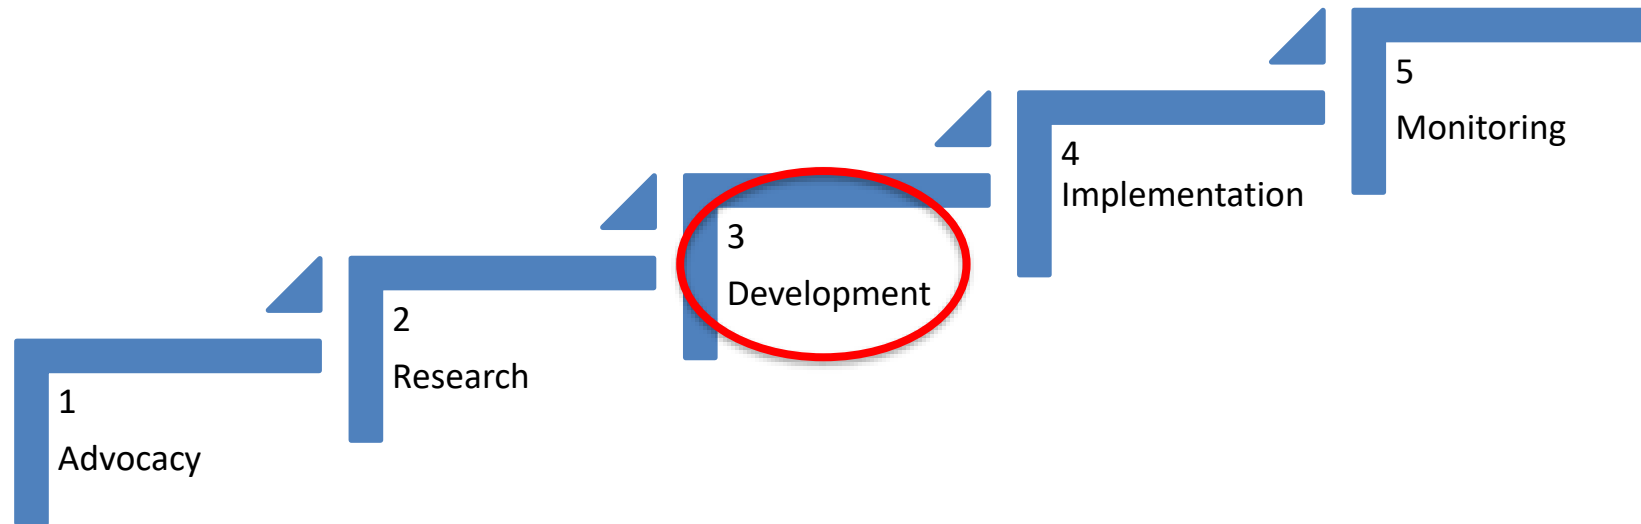 1
Advocacy
2
Research
3
Development
4
Implementation
5
Monitoring